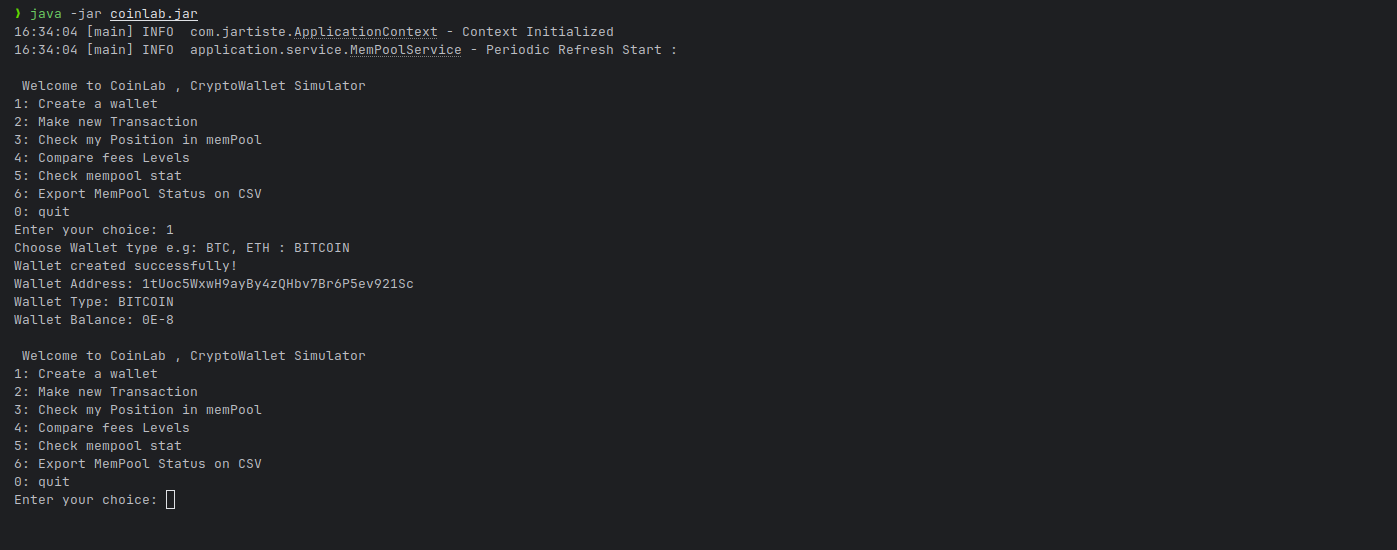 ❯ java -jar coinlab.jar
16:34:04 [main] INFO  com.jartiste.ApplicationContext - Context Initialized
16:34:04 [main] INFO  application.service.MemPoolService - Periodic Refresh Start :
Welcome to CoinLab , CryptoWallet Simulator
1: Create a wallet
2: Make new Transaction
3: Check my Position in memPool
4: Compare fees Levels
5: Check mempool stat
6: Export MemPool Status on CSV
0: quit
Enter your choice: 1
Choose Wallet type e.g: BTC, ETH : BITCOIN
Wallet created successfully!
Wallet Address: 1tUoc5WxwH9ayBy4zQHbv7Br6P5ev921Sc
Wallet Type: BITCOIN
Wallet Balance: 0E-8
Welcome to CoinLab , CryptoWallet Simulator
1: Create a wallet
2: Make new Transaction
3: Check my Position in memPool
4: Compare fees Levels
5: Check mempool stat
6: Export MemPool Status on CSV
0: quit
Enter your choice: